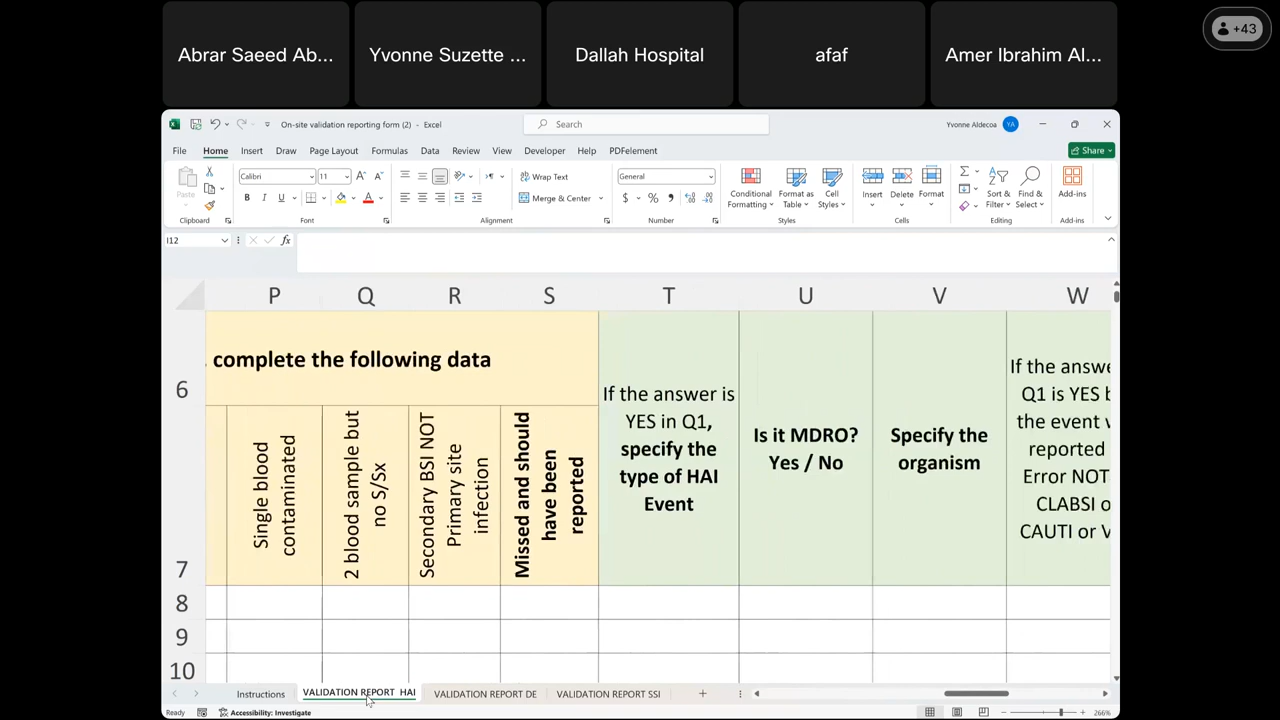 Abrar Saeed Ab...
Yvonne Suzette ...
Dallah Hospital
afaf
Amer Ibrahim Al...
+43
On-site validation reporting form (2) - Excel
Search
Yvonne Aldecoa
YA
File Home Insert Draw Page Layout Formulas Data Review View Developer Help PDFelement
Share
Paste
Calibri
11
Wrap Text
General
Merge & Center
Conditional Formatting
Format as Table
Cell Styles
Insert
Delete
Format
Sort & Filter
Find & Select
Add-ins
Clipboard
Font
Alignment
Number
Styles
Cells
Editing
Add-ins
I12
fx
P Q R S T U V W
6
complete the following data
7
Single blood
contaminated
2 blood sample but
no S/Sx
Secondary BSI NOT
Primary site
infection
Missed and should
have been
reported
If the answer is
YES in Q1,
specify the
type of HAI
Event
Is it MDRO?
Yes / No
Specify the
organism
If the answe
Q1 is YES b
the event w
reported
Error NOT
CLABSI o
CAUTI or V
8
9
10
Instructions
VALIDATION REPORT HAI
VALIDATION REPORT DE
VALIDATION REPORT SSI
Ready
Accessibility: Investigate
266%